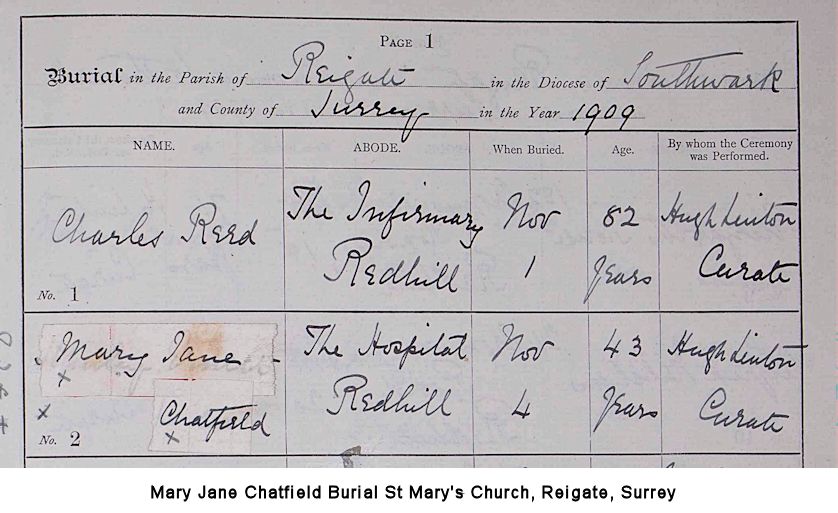 PAGE 1
Burial in the Parish of Reigate in the Diocese of Southwark
and County of Surrey in the Year 1909
NAME. ABODE. When Buried. Age. By whom the Ceremony was Performed.
Charles Reed The Infirmary Nov 82 Hugh Linton
Redhill 1 Years Curate
No. 1
Mary Jane The Hospital Nov 43 Hugh Linton
x
x Chatfield Redhill 4 Years Curate
x
No. 2
Mary Jane Chatfield Burial St Mary's Church, Reigate, Surrey